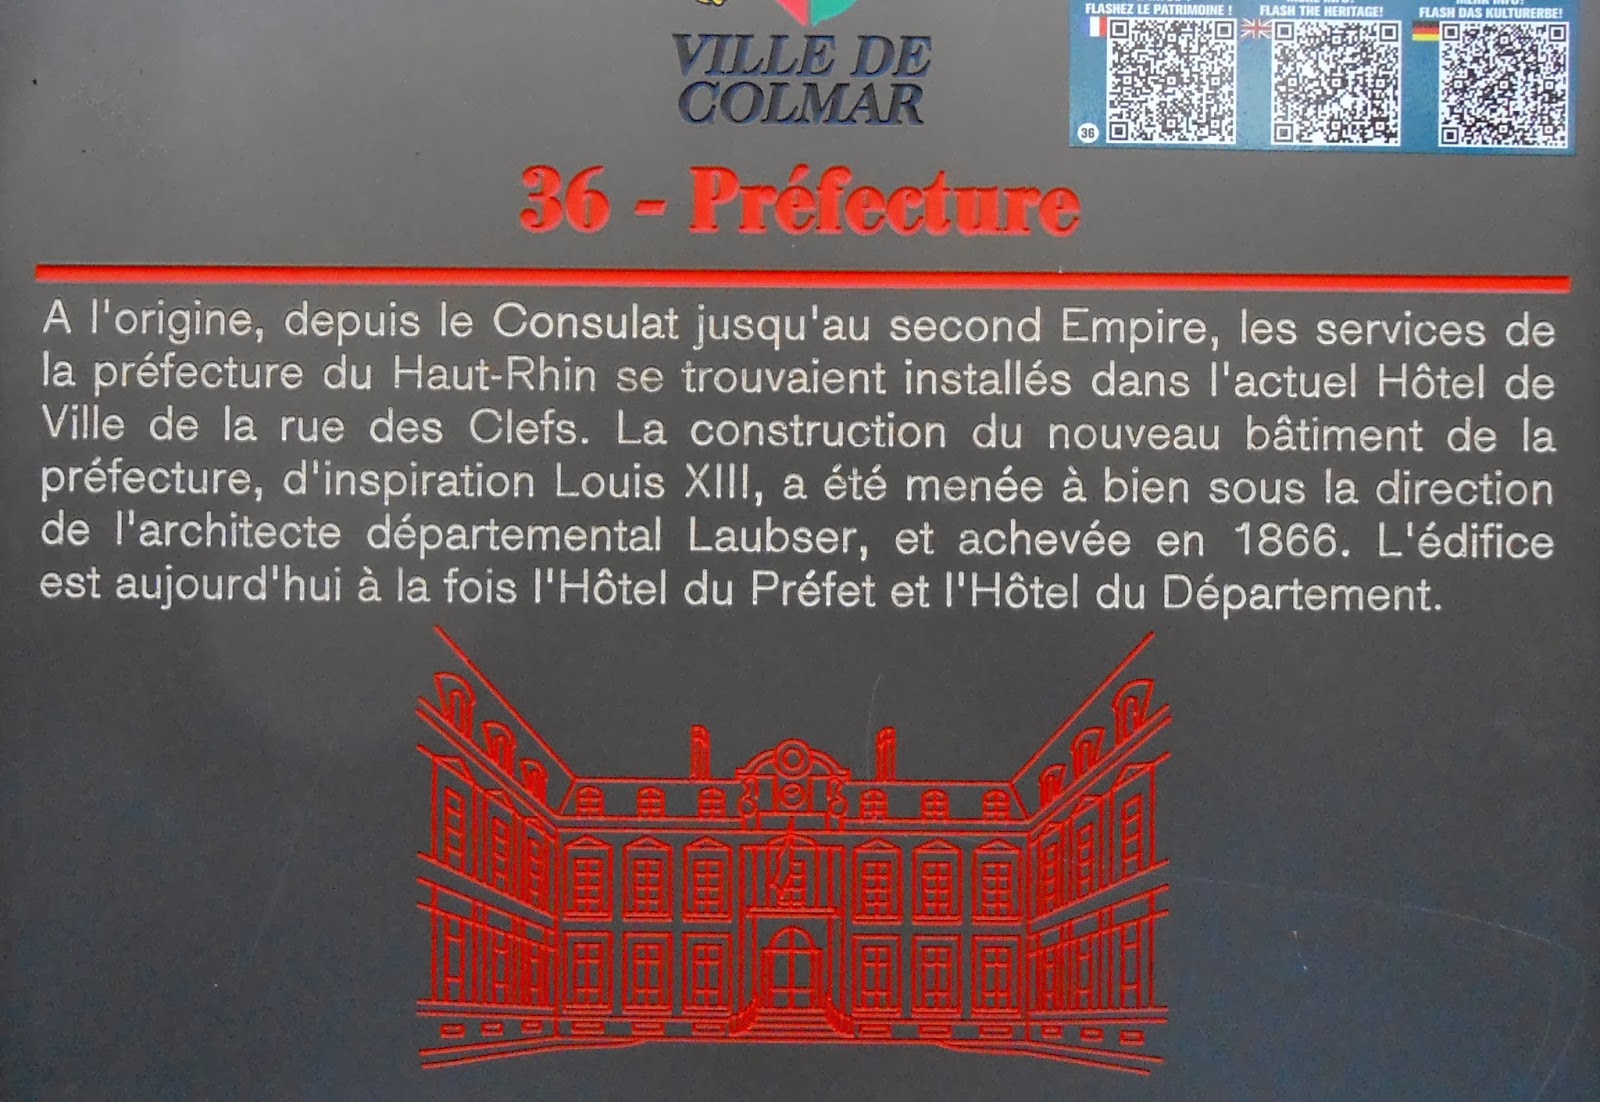 FLASHEZ LE PATRIMOINE !
FLASH THE HERITAGE!
FLASH DAS KULTURERBE!
36
VILLE DE
COLMAR
36 - Préfecture
A l'origine, depuis le Consulat jusqu'au second Empire, les services de
la préfecture du Haut-Rhin se trouvaient installés dans l'actuel Hôtel de
Ville de la rue des Clefs. La construction du nouveau bâtiment de la
préfecture, d'inspiration Louis XIII, a été menée à bien sous la direction
de l'architecte départemental Laubser, et achevée en 1866. L'édifice
est aujourd'hui à la fois l'Hôtel du Préfet et l'Hôtel du Département.